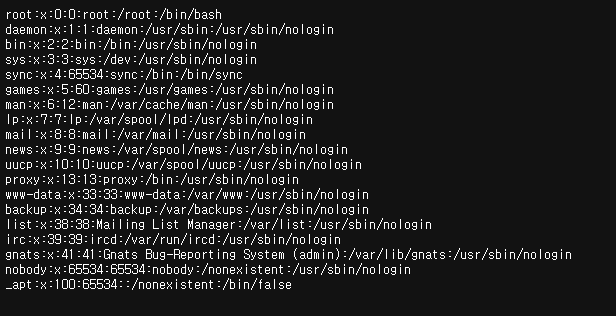 root:x:0:0:root:/root:/bin/bash
daemon:x:1:1:daemon:/usr/sbin:/usr/sbin/nologin
bin:x:2:2:bin:/bin:/usr/sbin/nologin
sys:x:3:3:sys:/dev:/usr/sbin/nologin
sync:x:4:65534:sync:/bin:/bin/sync
games:x:5:60:games:/usr/games:/usr/sbin/nologin
man:x:6:12:man:/var/cache/man:/usr/sbin/nologin
lp:x:7:7:lp:/var/spool/lpd:/usr/sbin/nologin
mail:x:8:8:mail:/var/mail:/usr/sbin/nologin
news:x:9:9:news:/var/spool/news:/usr/sbin/nologin
uucp:x:10:10:uucp:/var/spool/uucp:/usr/sbin/nologin
proxy:x:13:13:proxy:/bin:/usr/sbin/nologin
www-data:x:33:33:www-data:/var/www:/usr/sbin/nologin
backup:x:34:34:backup:/var/backups:/usr/sbin/nologin
list:x:38:38:Mailing List Manager:/var/list:/usr/sbin/nologin
irc:x:39:39:ircd:/var/run/ircd:/usr/sbin/nologin
gnats:x:41:41:Gnats Bug-Reporting System (admin):/var/lib/gnats:/usr/sbin/nologin
nobody:x:65534:65534:nobody:/nonexistent:/usr/sbin/nologin
_apt:x:100:65534::/nonexistent:/bin/false